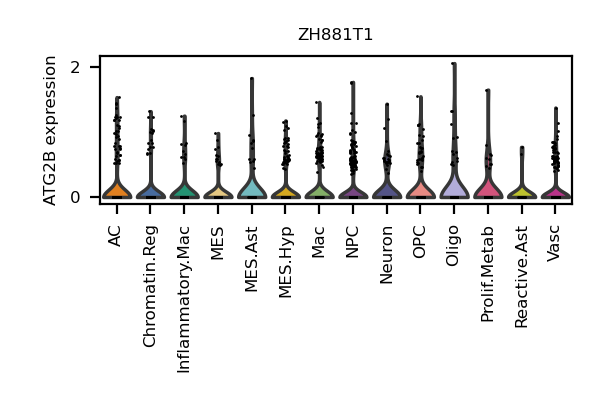 ZH881T1
ATG2B expression
2
0
AC
Chromatin.Reg
Inflammatory.Mac
MES
MES.Ast
MES.Hyp
Mac
NPC
Neuron
OPC
Oligo
Prolif.Metab
Reactive.Ast
Vasc